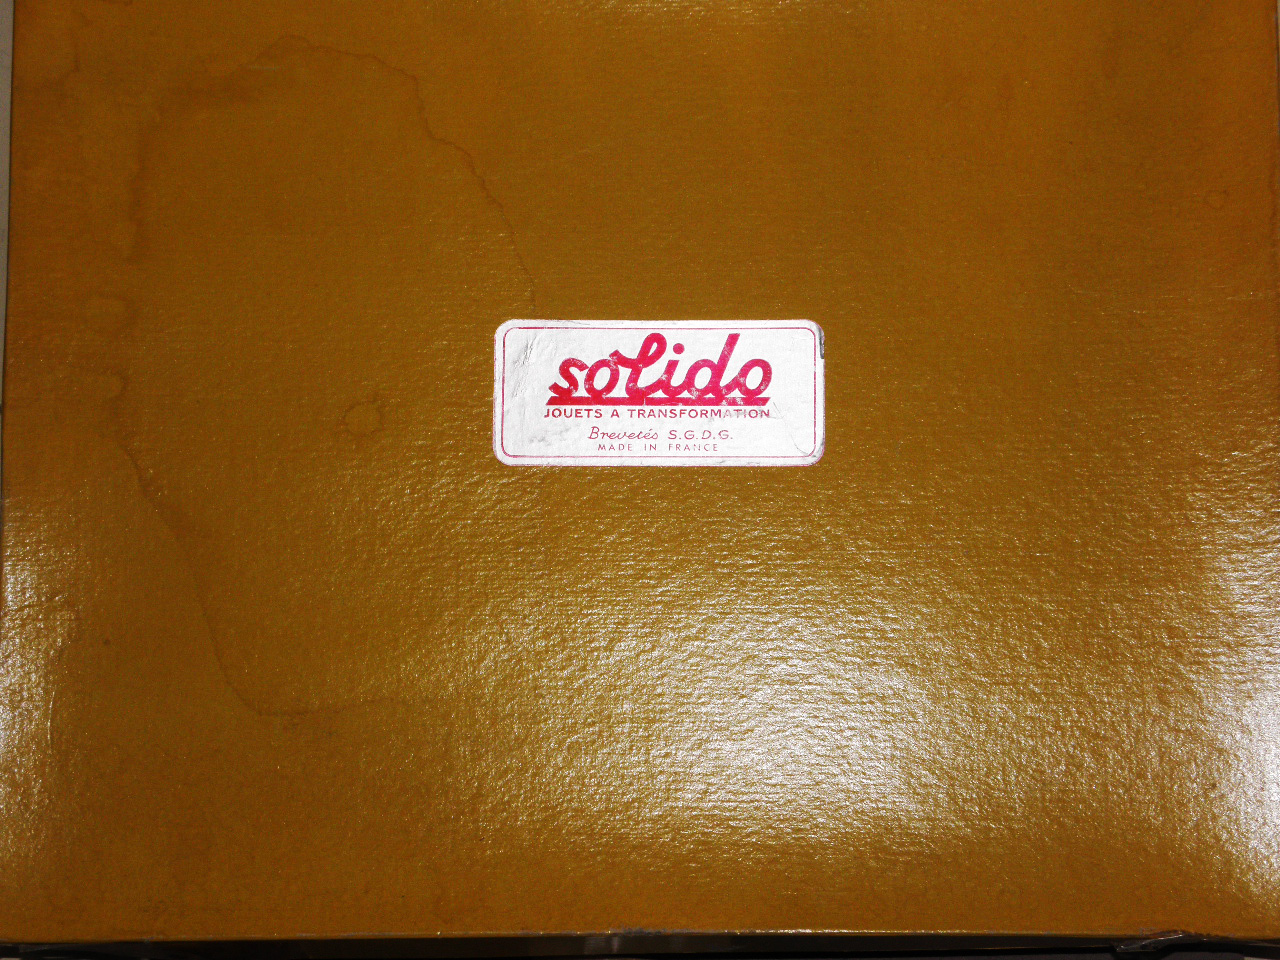 solido
JOUETS A TRANSFORMATION
Brevetés S.G.D.G.
MADE IN FRANCE